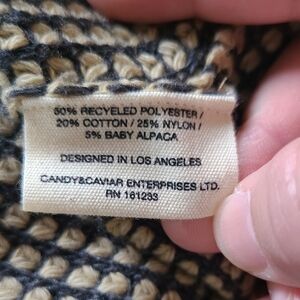 50% RECYCLED POLYESTER /
20% COTTON / 25% NYLON /
5% BABY ALPACA
DESIGNED IN LOS ANGELES
CANDY&CAVIAR ENTERPRISES LTD.
RN 161233